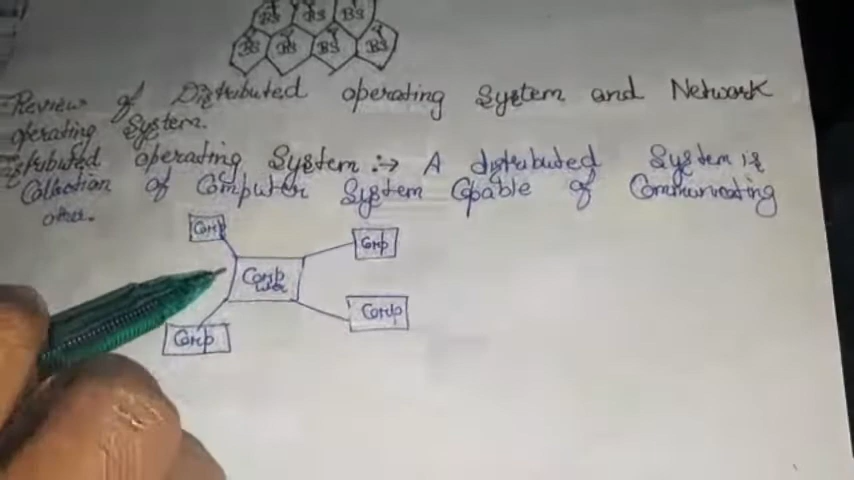 BS BS BS
BS BS BS BS
Review of Distributed operating System and Network
operating System.
Distributed operating System :→ A distributed System is
Collection of Computer System Capable of Communicating
other.
Comp
Comp
Comp
uter
Comp
Comp